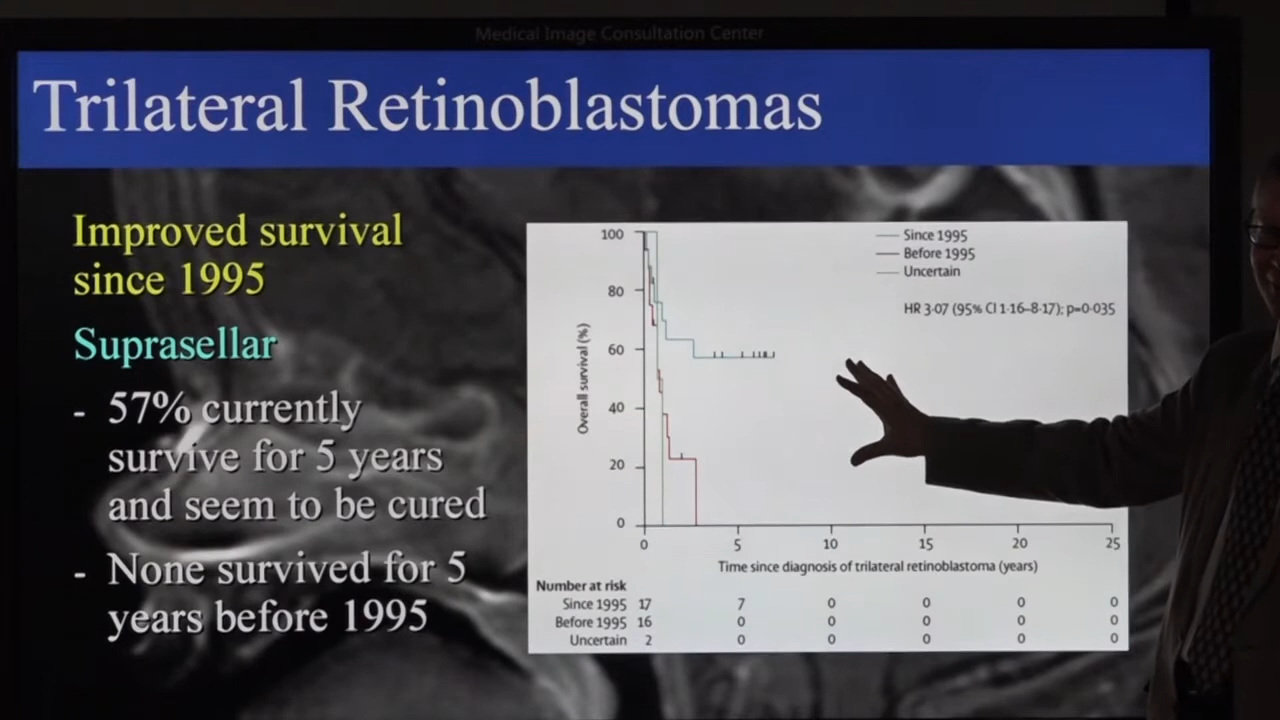 Medical Image Consultation Center
Trilateral Retinoblastomas
Improved survival
since 1995
Suprasellar
- 57% currently
survive for 5 years
and seem to be cured
- None survived for 5
years before 1995
Since 1995
Before 1995
Uncertain
HR 3·07 (95% CI 1·16–8·17); p=0·035
Overall survival (%)
100
80
60
40
20
0
0 5 10 15 20 25
Time since diagnosis of trilateral retinoblastoma (years)
Number at risk
Since 1995 17 7 0 0 0 0
Before 1995 16 0 0 0 0 0
Uncertain 2 0 0 0 0 0